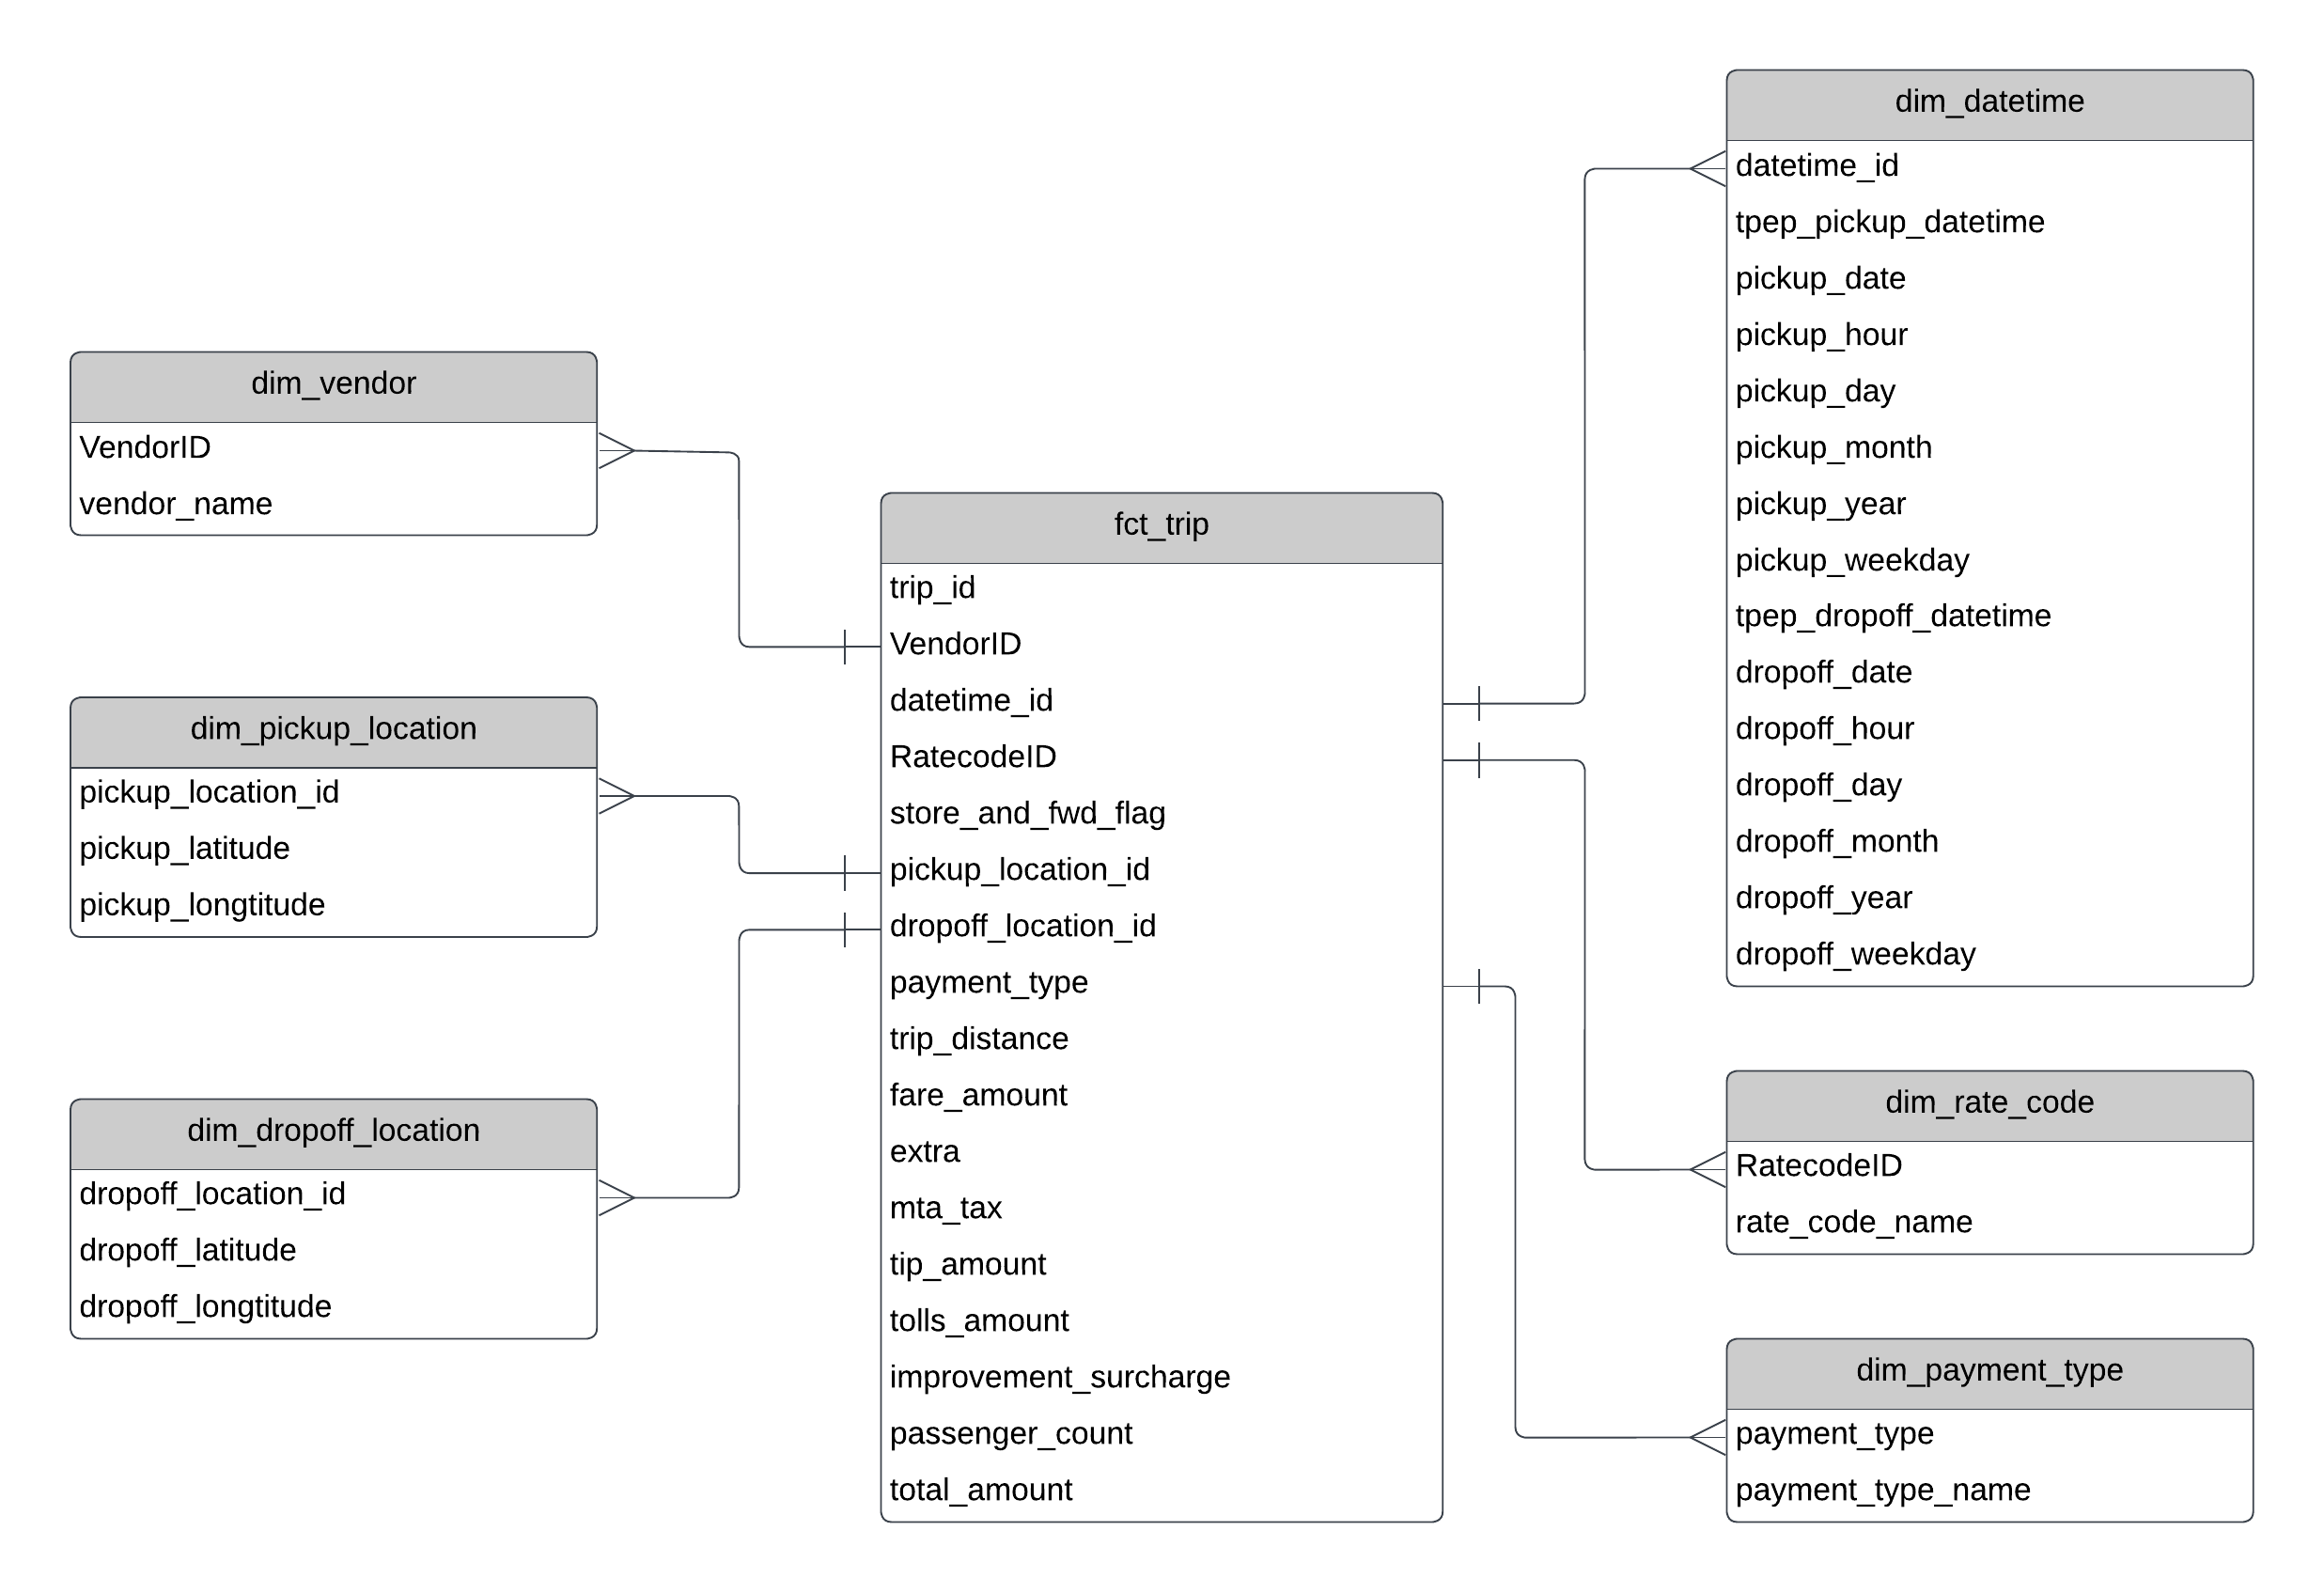 dim_vendor
VendorID
vendor_name
dim_pickup_location
pickup_location_id
pickup_latitude
pickup_longtitude
dim_dropoff_location
dropoff_location_id
dropoff_latitude
dropoff_longtitude
fct_trip
trip_id
VendorID
datetime_id
RatecodeID
store_and_fwd_flag
pickup_location_id
dropoff_location_id
payment_type
trip_distance
fare_amount
extra
mta_tax
tip_amount
tolls_amount
improvement_surcharge
passenger_count
total_amount
dim_datetime
datetime_id
tpep_pickup_datetime
pickup_date
pickup_hour
pickup_day
pickup_month
pickup_year
pickup_weekday
tpep_dropoff_datetime
dropoff_date
dropoff_hour
dropoff_day
dropoff_month
dropoff_year
dropoff_weekday
dim_rate_code
RatecodeID
rate_code_name
dim_payment_type
payment_type
payment_type_name